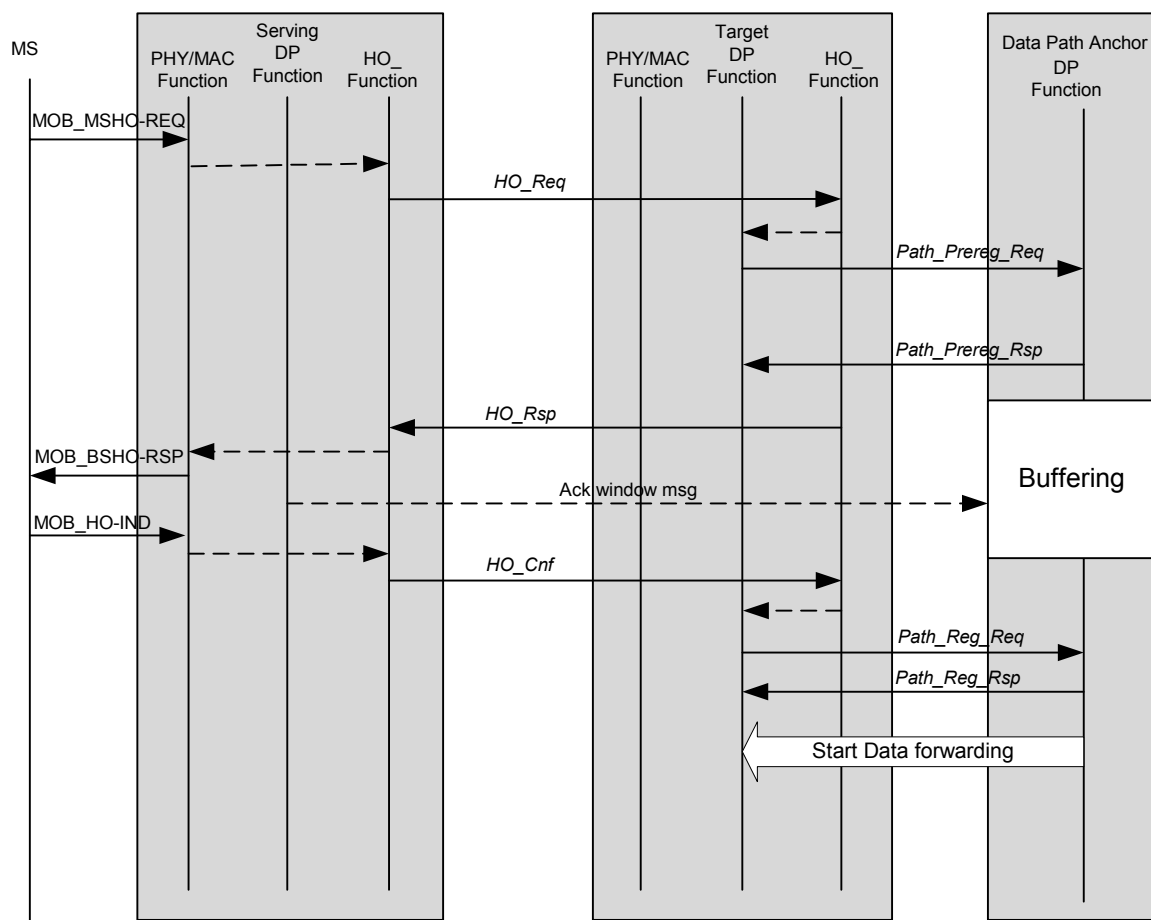 MS
PHY/MAC
Function
Serving
DP
Function
HO_
Function
PHY/MAC
Function
Target
DP
Function
HO_
Function
Data Path Anchor
DP
Function
MOB_MSHO-REQ
HO_Req
Path_Prereg_Req
Path_Prereg_Rsp
HO_Rsp
MOB_BSHO-RSP
Buffering
Ack window msg
MOB_HO-IND
HO_Cnf
Path_Reg_Req
Path_Reg_Rsp
Start Data forwarding